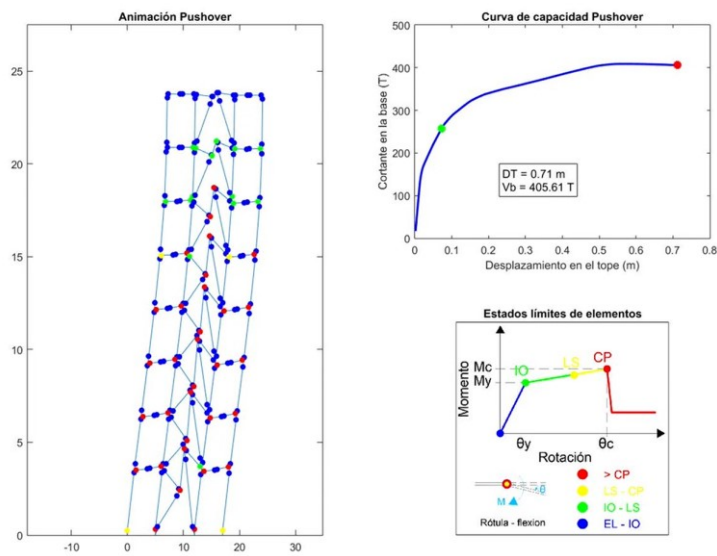 Animación Pushover
25
20
15
10
5
0
-10 0 10 20 30
Curva de capacidad Pushover
Cortante en la base (T)
500
400
300
200
100
0
DT = 0.71 m
Vb = 405.61 T
0 0.1 0.2 0.3 0.4 0.5 0.6 0.7 0.8
Desplazamiento en el tope (m)
Estados límites de elementos
Momento
Mc
My
IO
LS
CP
θy
θc
Rotación
θ
M
Rótula - flexion
> CP
LS - CP
IO - LS
EL - IO